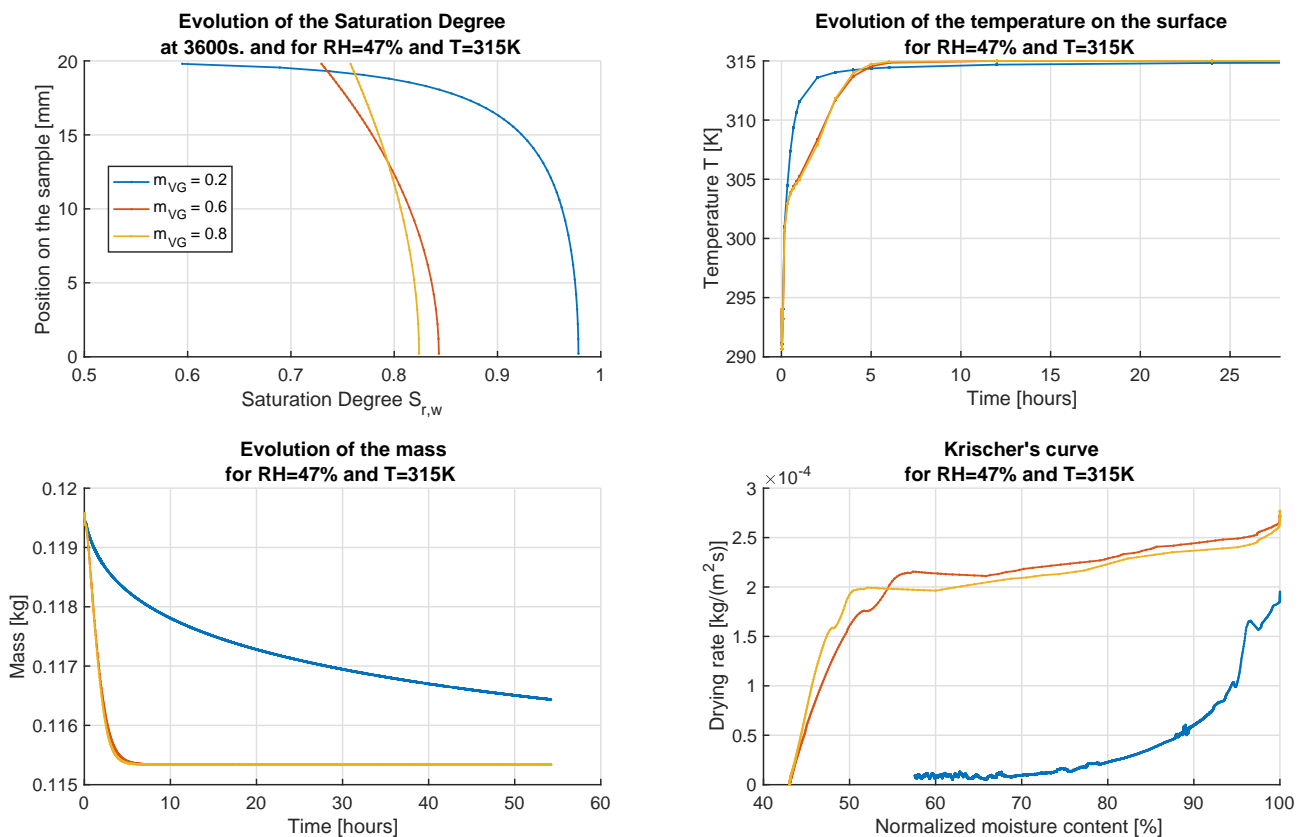 Evolution of the Saturation Degree
at 3600s. and for RH=47% and T=315K
20
15
10
5
0
Position on the sample [mm]
m_VG = 0.2
m_VG = 0.6
m_VG = 0.8
0.5 0.6 0.7 0.8 0.9 1
Saturation Degree S_r,w
Evolution of the temperature on the surface
for RH=47% and T=315K
315
310
305
300
295
290
Temperature T [K]
0 5 10 15 20 25
Time [hours]
Evolution of the mass
for RH=47% and T=315K
0.12
0.119
0.118
0.117
0.116
0.115
Mass [kg]
0 10 20 30 40 50 60
Time [hours]
Krischer's curve
for RH=47% and T=315K
×10^-4
3
2.5
2
1.5
1
0.5
0
Drying rate [kg/(m^2 s)]
40 50 60 70 80 90 100
Normalized moisture content [%]